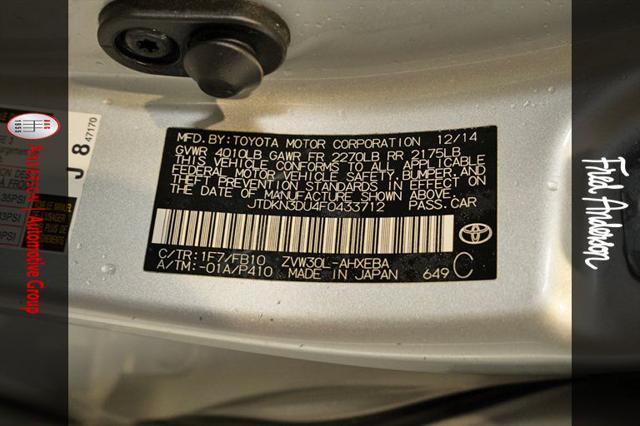 MFD.BY:TOYOTA MOTOR CORPORATION 12/14
GVWR 4010LB GAWR FR 2270LB RR 2175LB
THIS VEHICLE CONFORMS TO ALL APPLICABLE
FEDERAL MOTOR VEHICLE SAFETY, BUMPER, AND
THEFT PREVENTION STANDARDS IN EFFECT ON
THE DATE OF MANUFACTURE SHOWN ABOVE.
JTDKN3DU4F0433712 PASS.CAR
C/TR:1F7/FB10 ZVW30L-AHXEBA
A/TM:-01A/P410 MADE IN JAPAN 649 C
J 8 47170
1855
Automotive Group
Fred Anderson